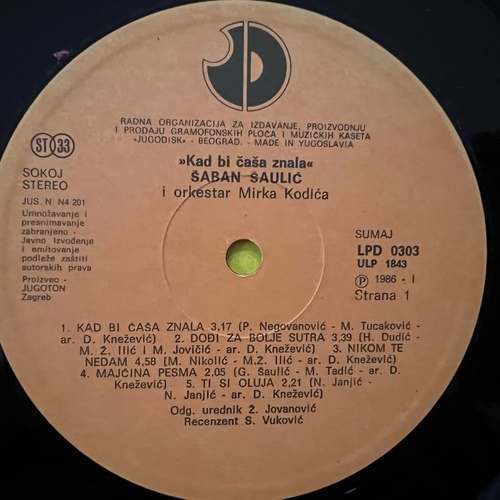 RADNA ORGANIZACIJA ZA IZDAVANJE, PROIZVODNJU
I PRODAJU GRAMOFONSKIH PLOČA I MUZIČKIH KASETA
«JUGODISK» - BEOGRAD. - MADE IN YUGOSLAVIA
»Kad bi čaša znala«
ŠABAN ŠAULIĆ
i orkestar Mirka Kodića
ST 33
SOKOJ
STEREO
JUS. N. N4 201
Umnožavanje i
presnimavanje
zabranjeno -
Javno Izvođenje
i emitovanje
podleže zaštiti
autorskih prava
Proizveo -
JUGOTON
Zagreb
SUMAJ
LPD 0303
ULP 1843
Ⓟ 1986 - I
Strana 1
1. KAD BI ČAŠA ZNALA 3,17 (P. Negovanović - M. Tucaković -
ar. D. Knežević) 2. DOĐI ZA BOLJE SUTRA 3,39 (H. Dudić -
M. 2. Ilić i M. Jovičić - ar. D. Knežević) 3. NIKOM TE
NEDAM 4,58 (M. Nikolić - M.2. Ilić - ar. D. Knežević)
4. MAJČINA PESMA 2,05 (G. Šaulić - M. Tadić - ar. D.
Knežević) 5. TI SI OLUJA 2,21 (N. Janjić -
N. Janjić - ar. D. Knežević)
Odg. urednik 2. Jovanović
Recenzent S. Vuković